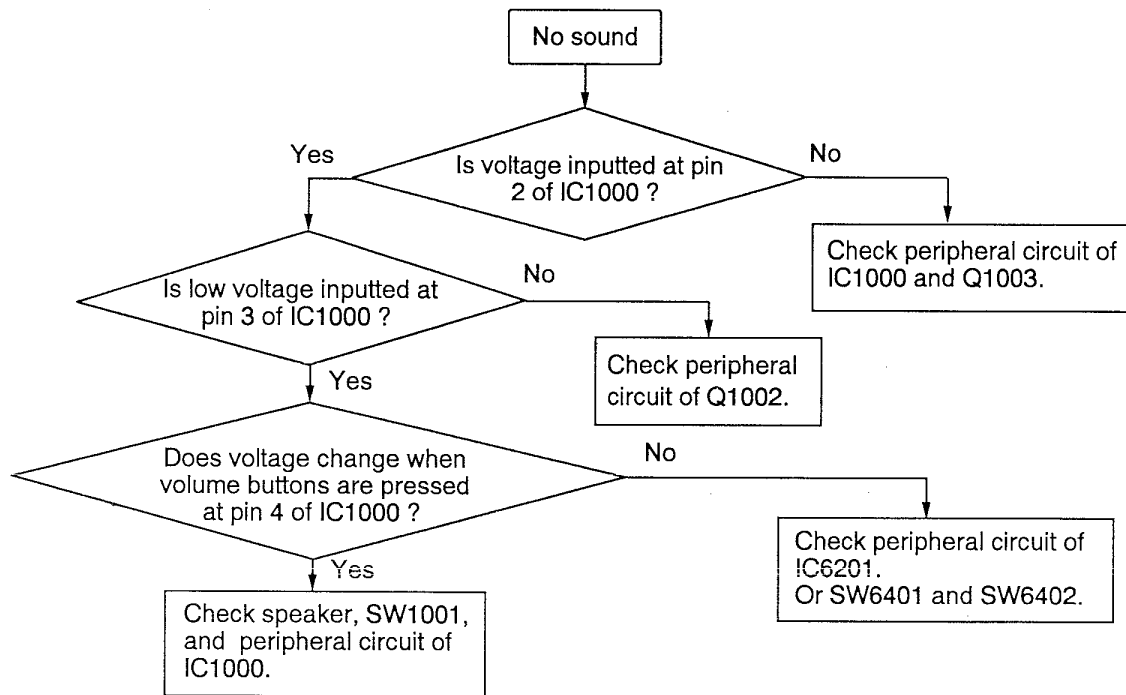 No sound
Yes
No
Is voltage inputted at pin
2 of IC1000 ?
Check peripheral circuit of
IC1000 and Q1003.
No
Is low voltage inputted at
pin 3 of IC1000 ?
Check peripheral
circuit of Q1002.
Yes
Does voltage change when
volume buttons are pressed
at pin 4 of IC1000 ?
No
Check peripheral circuit of
IC6201.
Or SW6401 and SW6402.
Yes
Check speaker, SW1001,
and peripheral circuit of
IC1000.